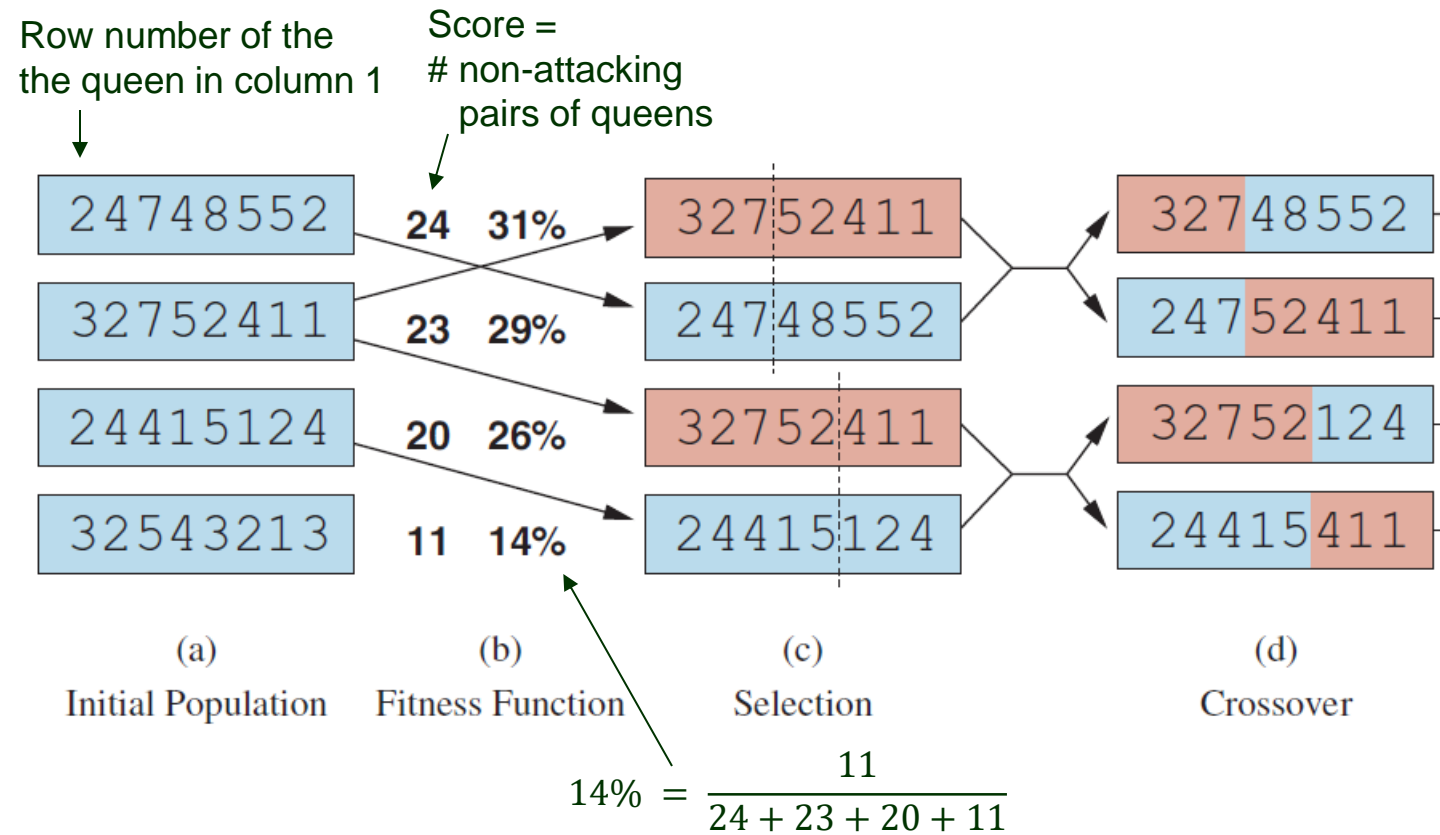 Row number of the
the queen in column 1
Score =
# non-attacking
pairs of queens
24748552
32752411
24415124
32543213
24 31%
23 29%
20 26%
11 14%
32752411
24748552
32752411
24415124
32748552
24752411
32752124
24415411
(a)
Initial Population
(b)
Fitness Function
(c)
Selection
(d)
Crossover
14% = 11
24 + 23 + 20 + 11